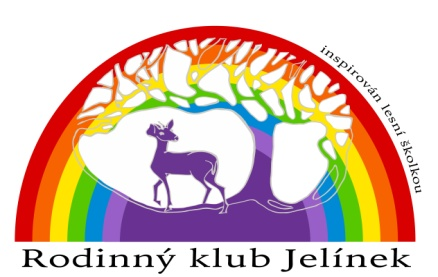 inspirován lesní školkou
Rodinný klub Jelínek